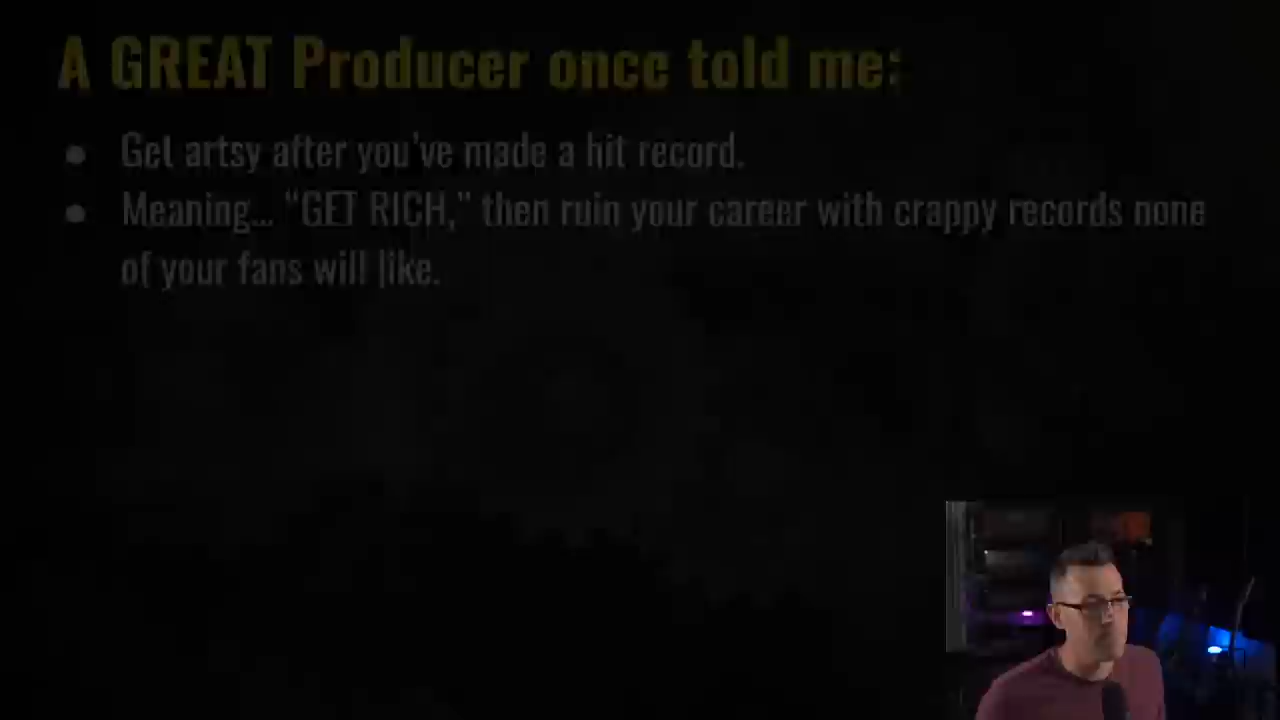 A GREAT Producer once told me:
● Get artsy after you've made a hit record.
● Meaning... "GET RICH," then ruin your career with crappy records none
of your fans will like.